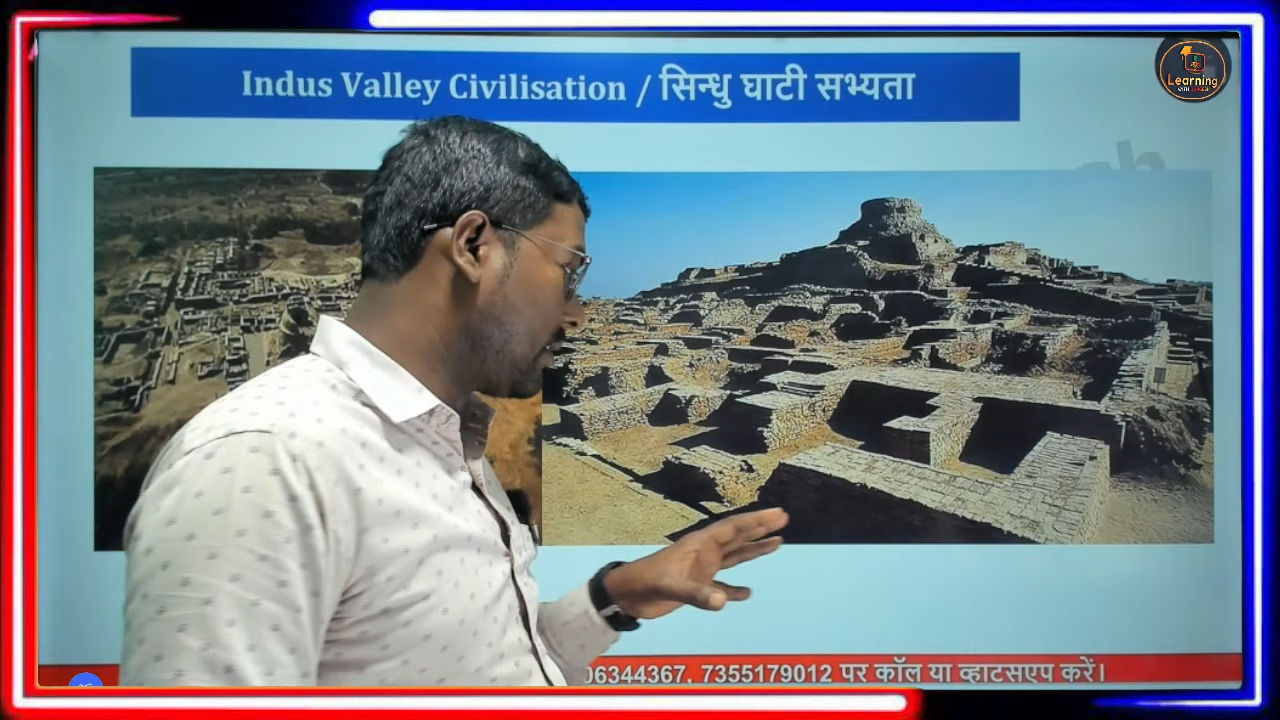 Indus Valley Civilisation / सिन्धु घाटी सभ्यता
Learning
06344367, 7355179012 पर कॉल या व्हाटसएप करें।